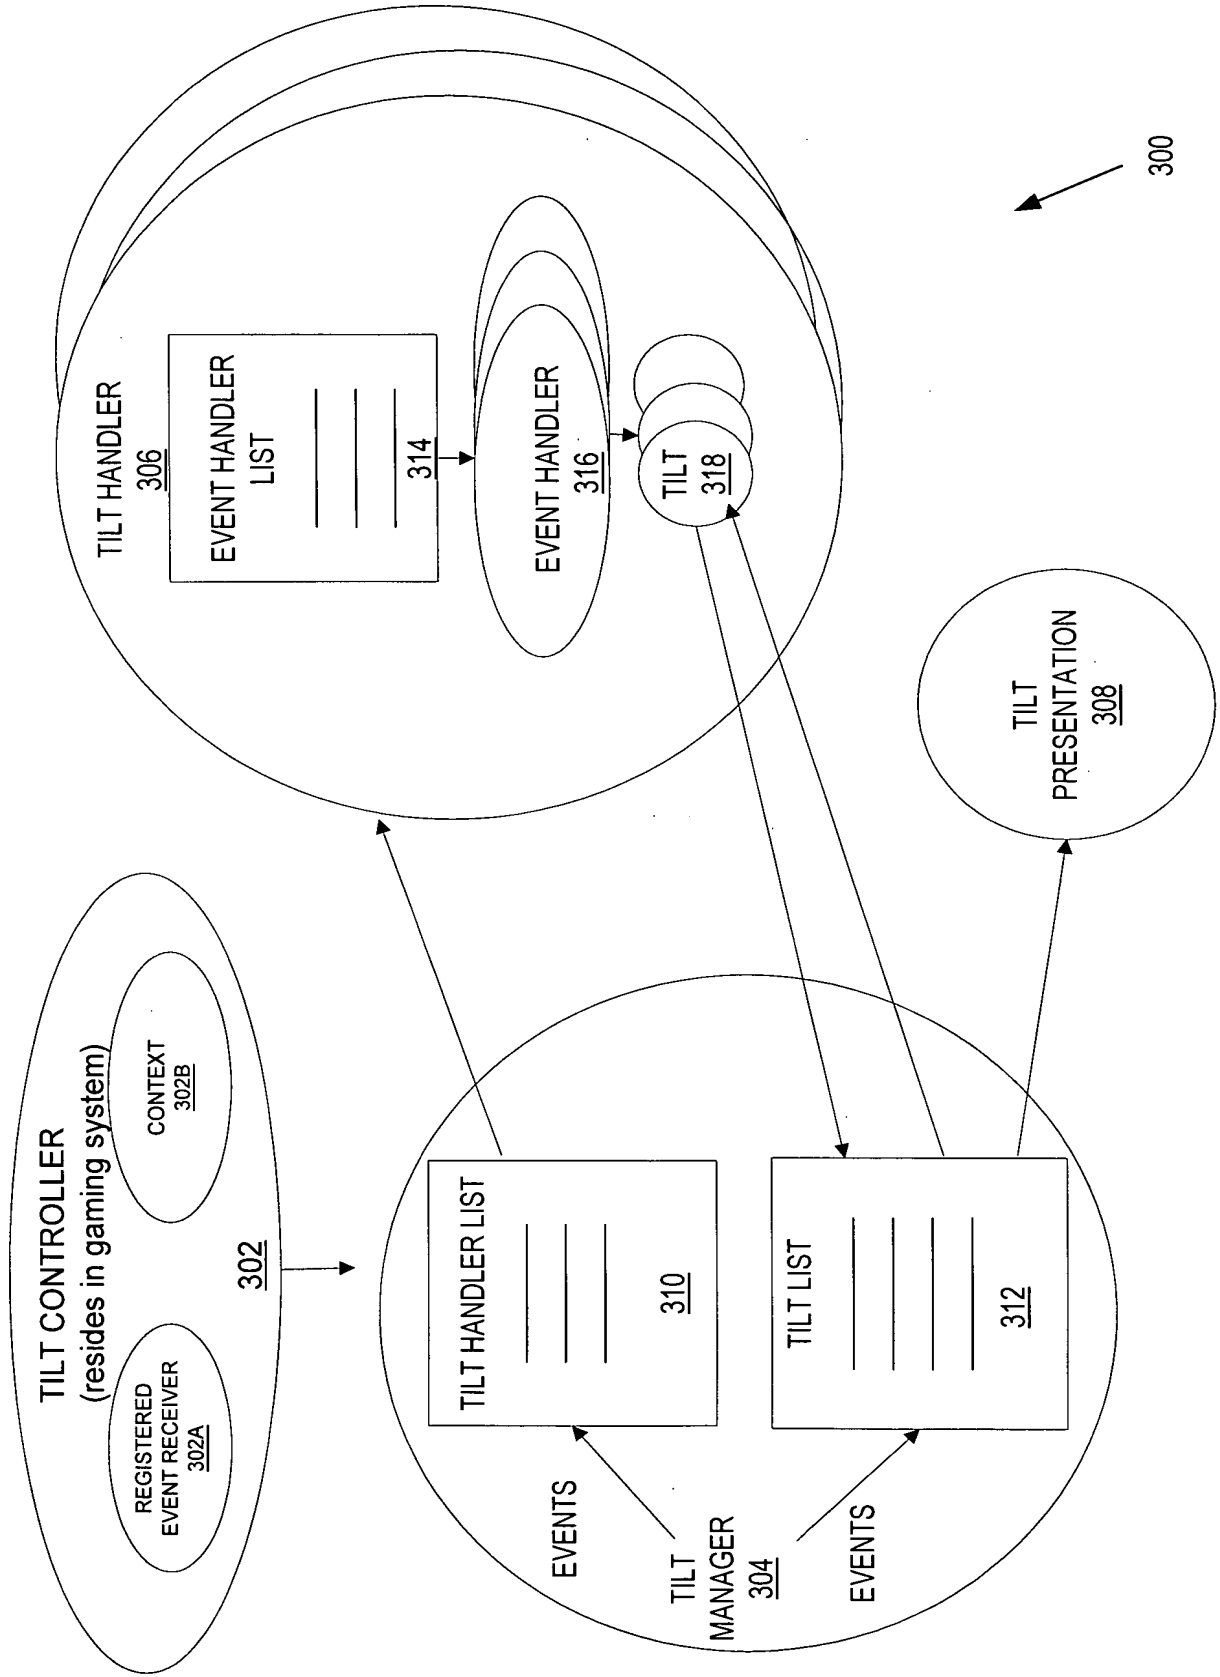 TILT CONTROLLER
(resides in gaming system)
REGISTERED
EVENT RECEIVER
302A
CONTEXT
302B
302
TILT HANDLER
306
EVENT HANDLER
LIST
314
EVENT HANDLER
316
TILT
318
TILT HANDLER LIST
310
EVENTS
TILT
MANAGER
304
EVENTS
TILT LIST
312
TILT
PRESENTATION
308
300